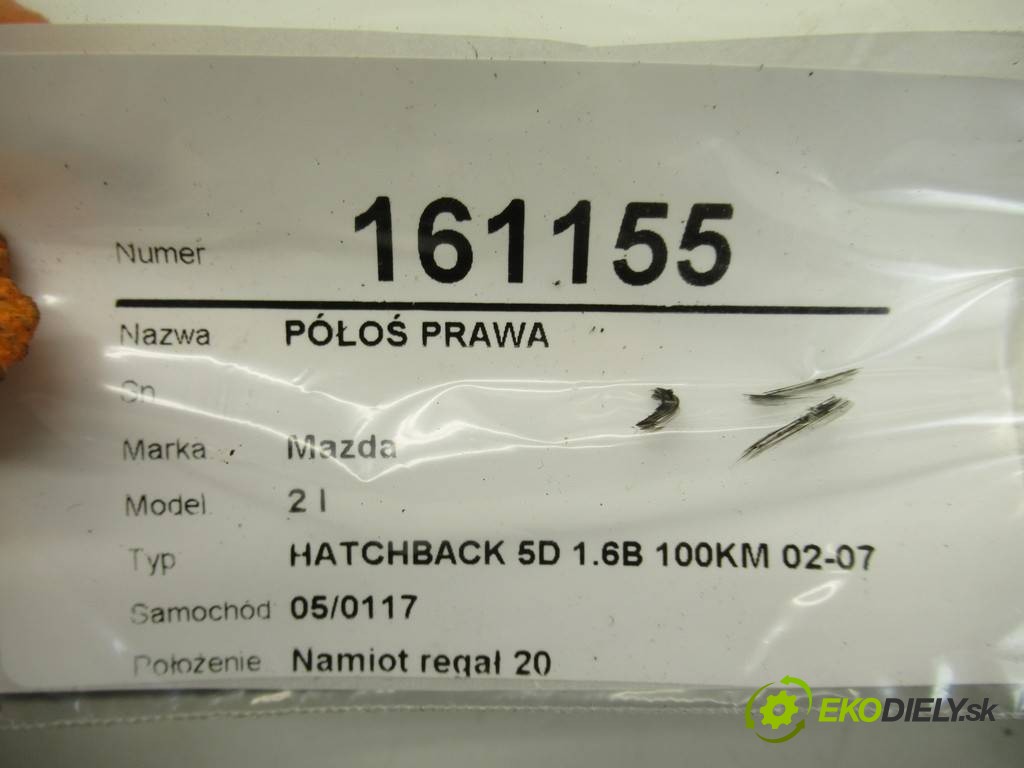 Numer 161155
Nazwa PÓŁOŚ PRAWA
Sn
Marka Mazda
Model 2 I
Typ HATCHBACK 5D 1.6B 100KM 02-07
Samochód 05/0117
Położenie Namiot regał 20
EKODIELY.sk